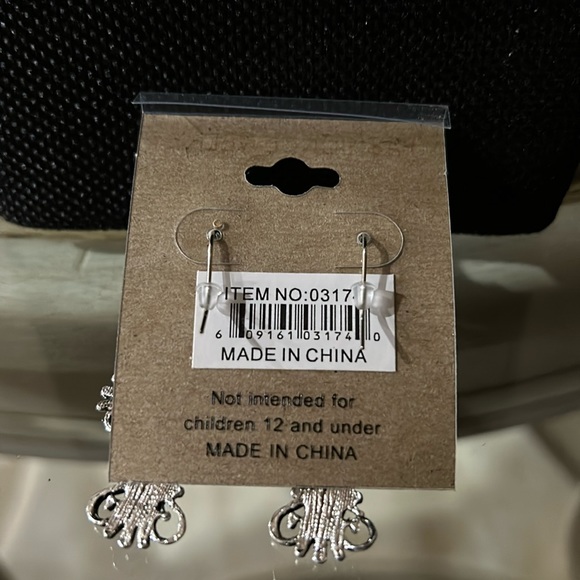 ITEM NO:0317
6 09161 03174 0
MADE IN CHINA
Not intended for
children 12 and under
MADE IN CHINA